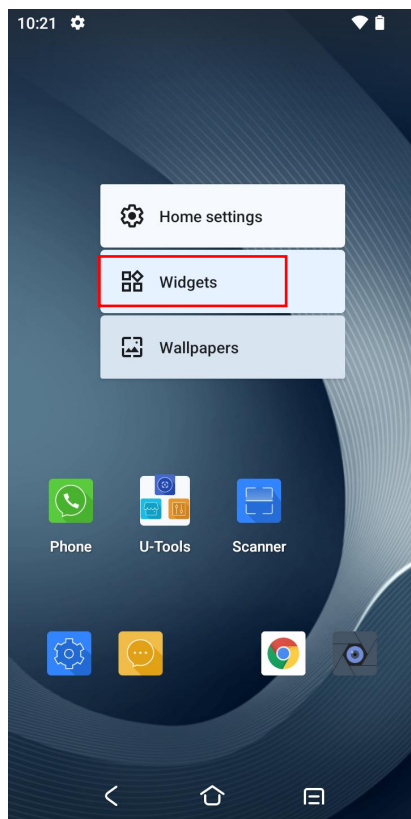 10:21
Home settings
Widgets
Wallpapers
Phone
U-Tools
Scanner